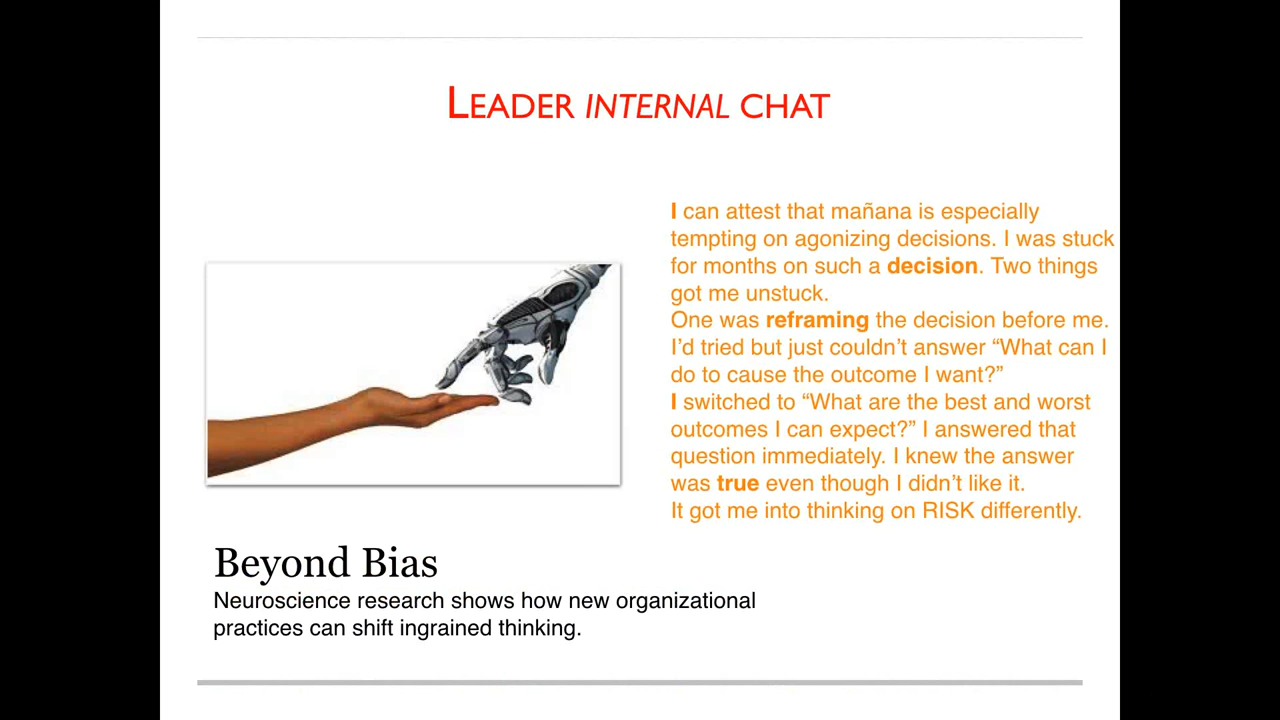 LEADER INTERNAL CHAT
I can attest that mañana is especially
tempting on agonizing decisions. I was stuck
for months on such a decision. Two things
got me unstuck.
One was reframing the decision before me.
I’d tried but just couldn’t answer “What can I
do to cause the outcome I want?”
I switched to “What are the best and worst
outcomes I can expect?” I answered that
question immediately. I knew the answer
was true even though I didn’t like it.
It got me into thinking on RISK differently.
Beyond Bias
Neuroscience research shows how new organizational
practices can shift ingrained thinking.